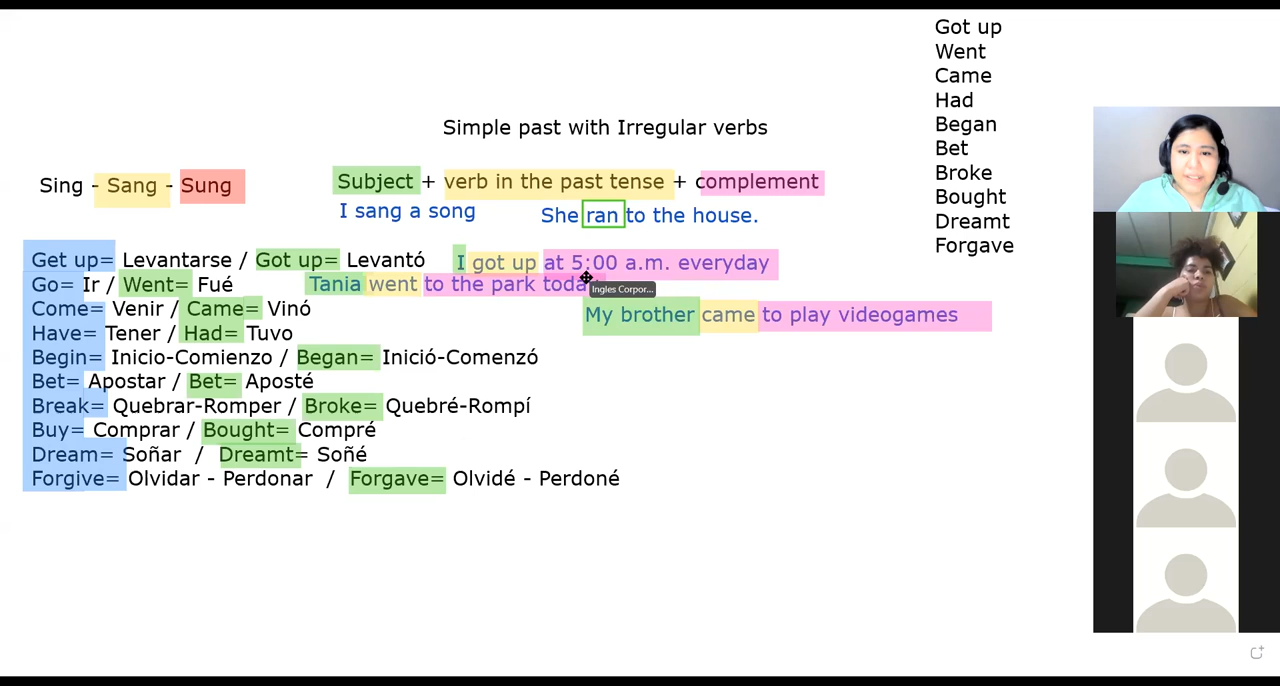 Simple past with Irregular verbs
Sing - Sang - Sung
Subject + verb in the past tense + complement
I sang a song
She ran to the house.
Get up= Levantarse / Got up= Levantó
I got up at 5:00 a.m. everyday
Go= Ir / Went= Fué
Tania went to the park toda
Ingles Corpor...
Come= Venir / Came= Vinó
My brother came to play videogames
Have= Tener / Had= Tuvo
Begin= Inicio-Comienzo / Began= Inició-Comenzó
Bet= Apostar / Bet= Aposté
Break= Quebrar-Romper / Broke= Quebré-Rompí
Buy= Comprar / Bought= Compré
Dream= Soñar / Dreamt= Soñé
Forgive= Olvidar - Perdonar / Forgave= Olvidé - Perdoné
Got up
Went
Came
Had
Began
Bet
Broke
Bought
Dreamt
Forgave